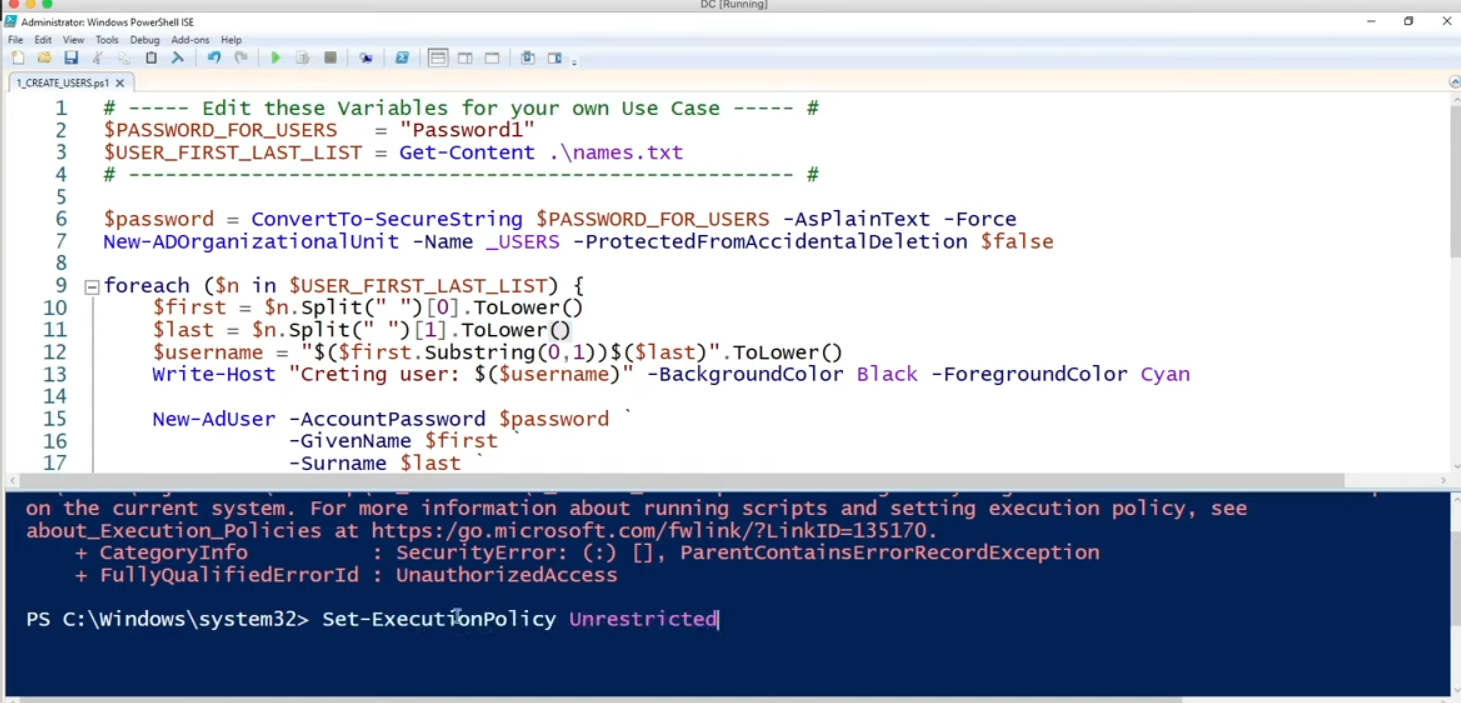 DC [Running]
Administrator: Windows PowerShell ISE
File Edit View Tools Debug Add-ons Help
1_CREATE_USERS.ps1
1 # ----- Edit these Variables for your own Use Case ----- #
2 $PASSWORD_FOR_USERS   = "Password1"
3 $USER_FIRST_LAST_LIST = Get-Content .\names.txt
4 # ------------------------------------------------------ #
5
6 $password = ConvertTo-SecureString $PASSWORD_FOR_USERS -AsPlainText -Force
7 New-ADOrganizationalUnit -Name _USERS -ProtectedFromAccidentalDeletion $false
8
9 foreach ($n in $USER_FIRST_LAST_LIST) {
10     $first = $n.Split(" ")[0].ToLower()
11     $last = $n.Split(" ")[1].ToLower()
12     $username = "$($first.Substring(0,1))$($last)".ToLower()
13     Write-Host "Creting user: $($username)" -BackgroundColor Black -ForegroundColor Cyan
14
15     New-AdUser -AccountPassword $password `
16                -GivenName $first `
17                -Surname $last `
on the current system. For more information about running scripts and setting execution policy, see
about_Execution_Policies at https:/go.microsoft.com/fwlink/?LinkID=135170.
    + CategoryInfo          : SecurityError: (:) [], ParentContainsErrorRecordException
    + FullyQualifiedErrorId : UnauthorizedAccess
PS C:\Windows\system32> Set-ExecutionPolicy Unrestricted